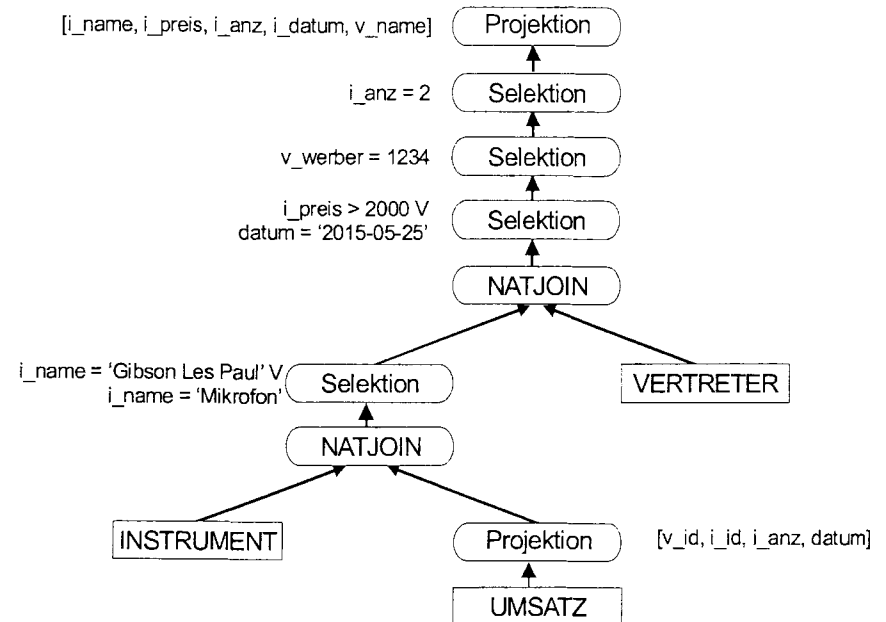 [i_name, i_preis, i_anz, i_datum, v_name]
Projektion
i_anz = 2
Selektion
v_werber = 1234
Selektion
i_preis > 2000 V
datum = '2015-05-25'
Selektion
NATJOIN
i_name = 'Gibson Les Paul' V
i_name = 'Mikrofon'
Selektion
VERTRETER
NATJOIN
INSTRUMENT
Projektion
[v_id, i_id, i_anz, datum]
UMSATZ